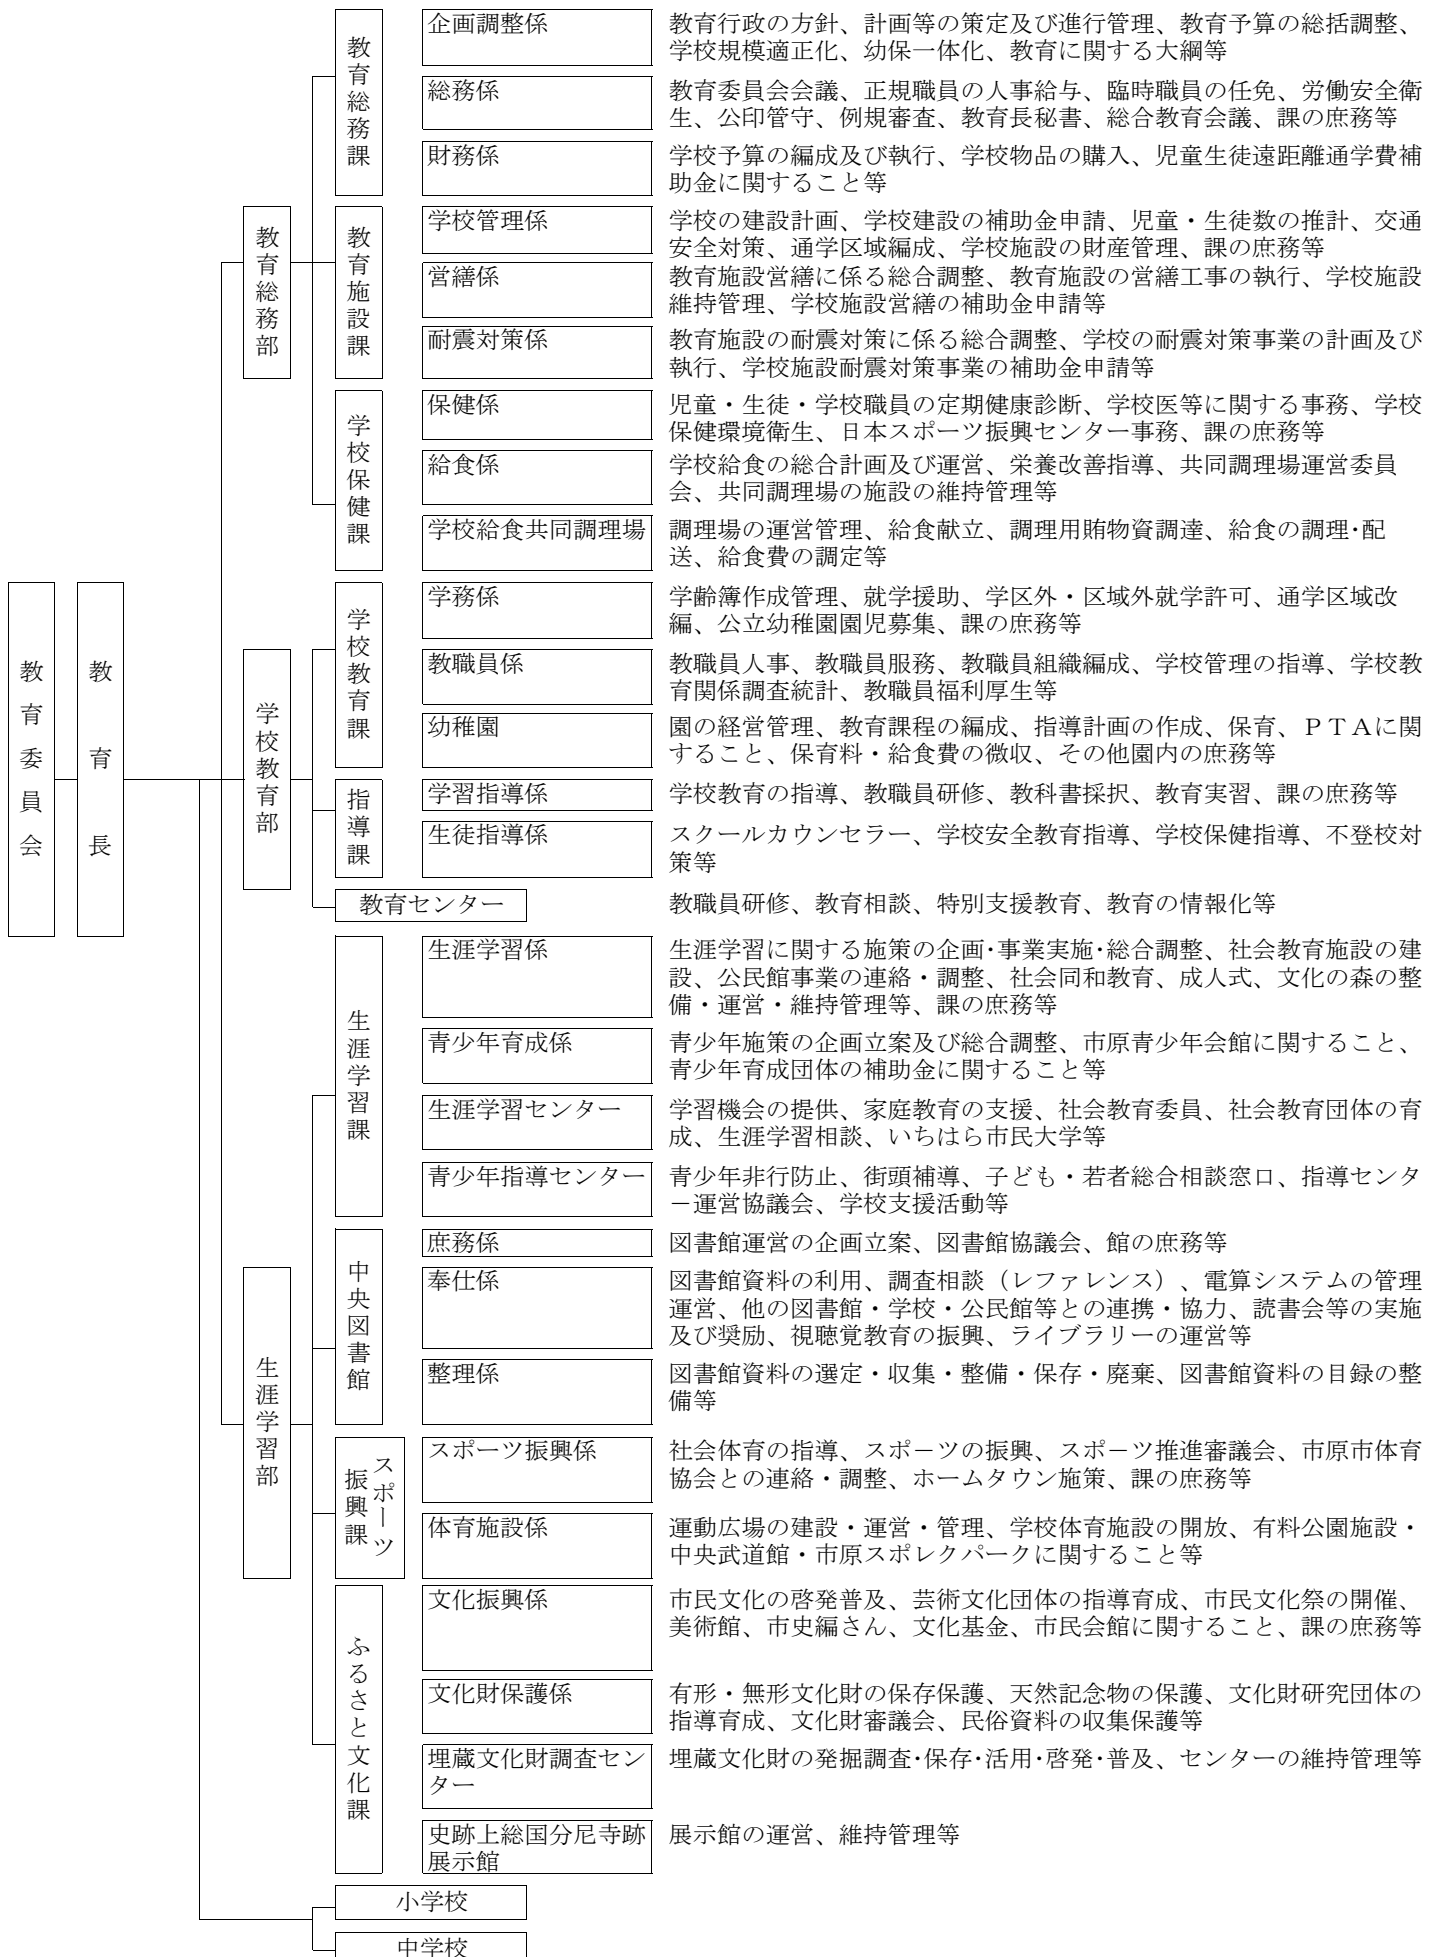 教育委員会
教育長
教育総務部
教育総務課
企画調整係
教育行政の方針、計画等の策定及び進行管理、教育予算の総括調整、
学校規模適正化、幼保一体化、教育に関する大綱等
総務係
教育委員会会議、正規職員の人事給与、臨時職員の任免、労働安全衛
生、公印管守、例規審査、教育長秘書、総合教育会議、課の庶務等
財務係
学校予算の編成及び執行、学校物品の購入、児童生徒遠距離通学費補
助金に関すること等
教育施設課
学校管理係
学校の建設計画、学校建設の補助金申請、児童・生徒数の推計、交通
安全対策、通学区域編成、学校施設の財産管理、課の庶務等
営繕係
教育施設営繕に係る総合調整、教育施設の営繕工事の執行、学校施設
維持管理、学校施設営繕の補助金申請等
耐震対策係
教育施設の耐震対策に係る総合調整、学校の耐震対策事業の計画及び
執行、学校施設耐震対策事業の補助金申請等
学校保健課
保健係
児童・生徒・学校職員の定期健康診断、学校医等に関する事務、学校
保健環境衛生、日本スポーツ振興センター事務、課の庶務等
給食係
学校給食の総合計画及び運営、栄養改善指導、共同調理場運営委員
会、共同調理場の施設の維持管理等
学校給食共同調理場
調理場の運営管理、給食献立、調理用賄物資調達、給食の調理・配
送、給食費の調定等
学校教育部
学校教育課
学務係
学齢簿作成管理、就学援助、学区外・区域外就学許可、通学区域改
編、公立幼稚園園児募集、課の庶務等
教職員係
教職員人事、教職員服務、教職員組織編成、学校管理の指導、学校教
育関係調査統計、教職員福利厚生等
幼稚園
園の経営管理、教育課程の編成、指導計画の作成、保育、PTAに関
すること、保育料・給食費の徴収、その他園内の庶務等
指導課
学習指導係
学校教育の指導、教職員研修、教科書採択、教育実習、課の庶務等
生徒指導係
スクールカウンセラー、学校安全教育指導、学校保健指導、不登校対
策等
教育センター
教職員研修、教育相談、特別支援教育、教育の情報化等
生涯学習部
生涯学習課
生涯学習係
生涯学習に関する施策の企画・事業実施・総合調整、社会教育施設の建
設、公民館事業の連絡・調整、社会同和教育、成人式、文化の森の整
備・運営・維持管理等、課の庶務等
青少年育成係
青少年施策の企画立案及び総合調整、市原青少年会館に関すること、
青少年育成団体の補助金に関すること等
生涯学習センター
学習機会の提供、家庭教育の支援、社会教育委員、社会教育団体の育
成、生涯学習相談、いちはら市民大学等
青少年指導センター
青少年非行防止、街頭補導、子ども・若者総合相談窓口、指導センタ
ー運営協議会、学校支援活動等
中央図書館
庶務係
図書館運営の企画立案、図書館協議会、館の庶務等
奉仕係
図書館資料の利用、調査相談（レファレンス）、電算システムの管理
運営、他の図書館・学校・公民館等との連携・協力、読書会等の実施
及び奨励、視聴覚教育の振興、ライブラリーの運営等
整理係
図書館資料の選定・収集・整備・保存・廃棄、図書館資料の目録の整
備等
スポーツ
振興課
スポーツ振興係
社会体育の指導、スポーツの振興、スポーツ推進審議会、市原市体育
協会との連絡・調整、ホームタウン施策、課の庶務等
体育施設係
運動広場の建設・運営・管理、学校体育施設の開放、有料公園施設・
中央武道館・市原スポレクパークに関すること等
ふるさと文化課
文化振興係
市民文化の啓発普及、芸術文化団体の指導育成、市民文化祭の開催、
美術館、市史編さん、文化基金、市民会館に関すること、課の庶務等
文化財保護係
有形・無形文化財の保存保護、天然記念物の保護、文化財研究団体の
指導育成、文化財審議会、民俗資料の収集保護等
埋蔵文化財調査セン
ター
埋蔵文化財の発掘調査・保存・活用・啓発・普及、センターの維持管理等
史跡上総国分尼寺跡
展示館
展示館の運営、維持管理等
小学校
中学校